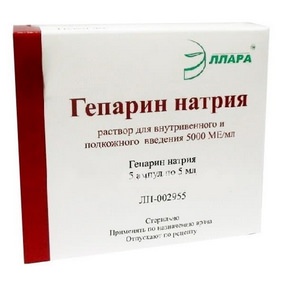 ЭЛЛАРА®
Гепарин натрия
раствор для внутривенного и
подкожного введения 5000 МЕ/мл
Гепарин натрия
5 ампул по 5 мл
ЛП-002955
Стерильно
Применять по назначению врача
Отпускают по рецепту